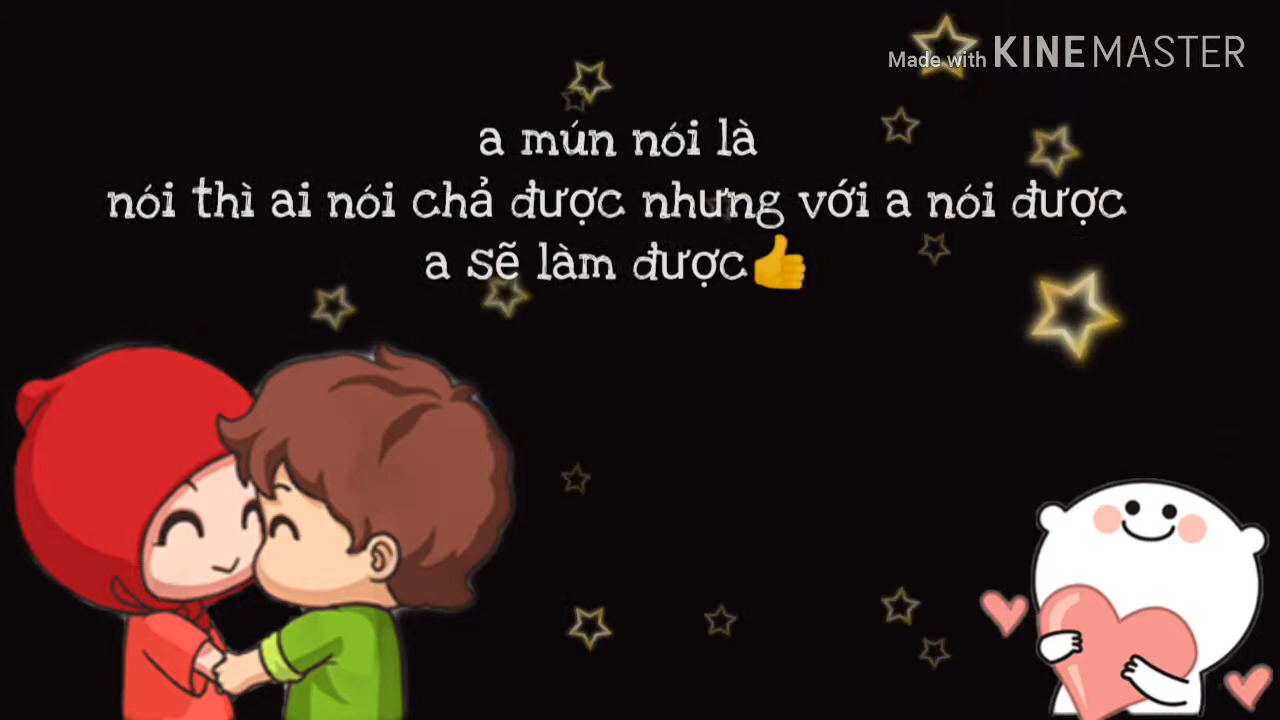 Made with KINEMASTER
a mún nói là
nói thì ai nói chả được nhưng với a nói được
a sẽ làm được👍